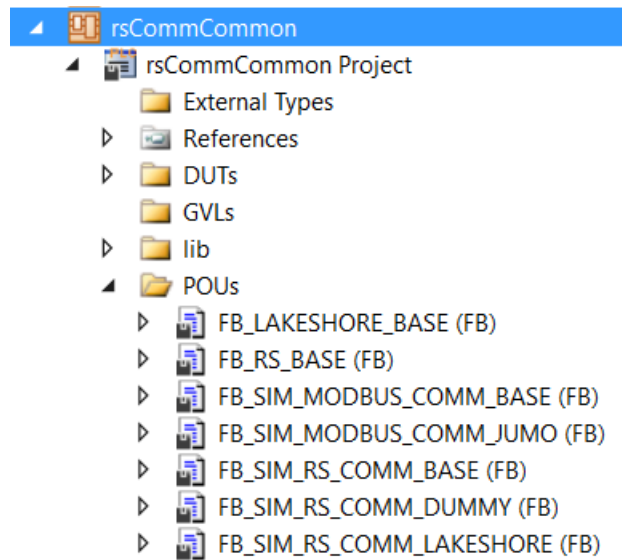 rsCommCommon
rsCommCommon Project
External Types
References
DUTs
GVLs
lib
POUs
FB_LAKESHORE_BASE (FB)
FB_RS_BASE (FB)
FB_SIM_MODBUS_COMM_BASE (FB)
FB_SIM_MODBUS_COMM_JUMO (FB)
FB_SIM_RS_COMM_BASE (FB)
FB_SIM_RS_COMM_DUMMY (FB)
FB_SIM_RS_COMM_LAKESHORE (FB)